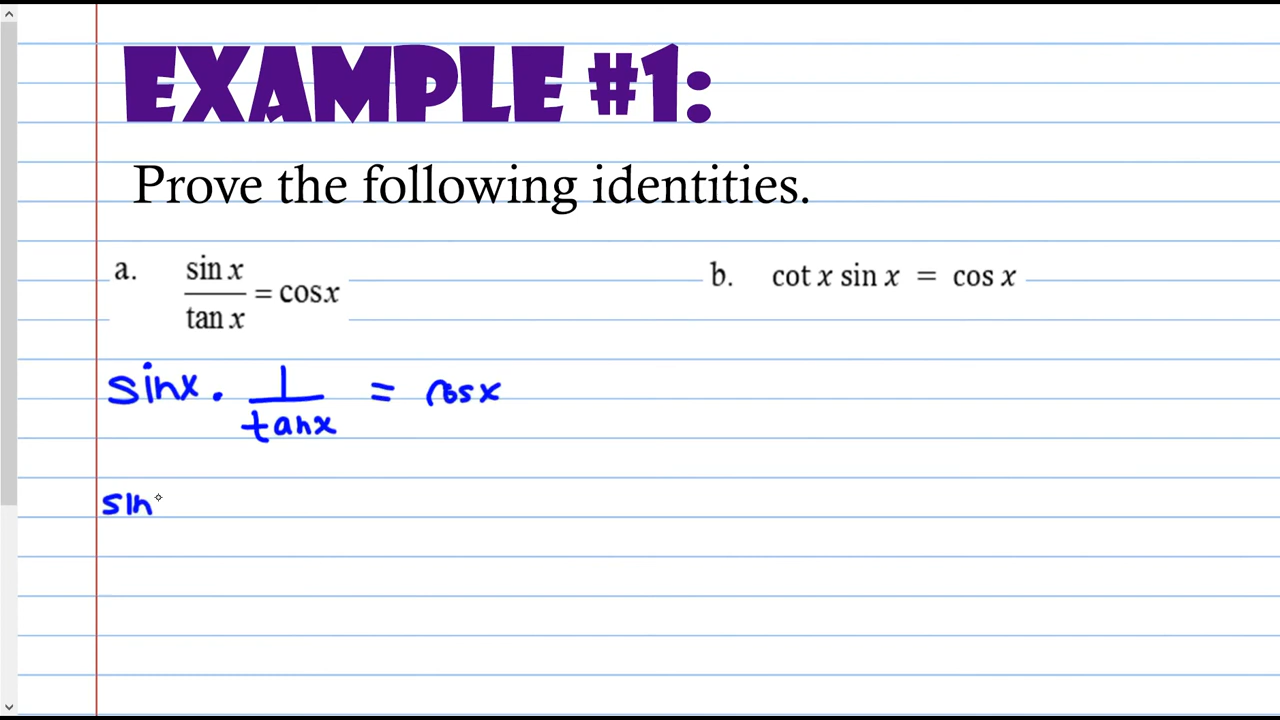 EXAMPLE #1:
Prove the following identities.
a. sin x / tan x = cos x
b. cot x sin x = cos x
sinx · 1/tanx = cosx
sin